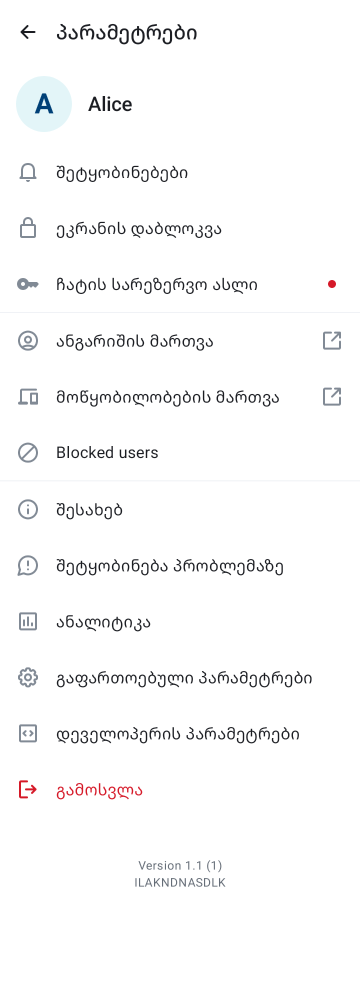 პარამეტრები
A
Alice
შეტყობინებები
ეკრანის დაბლოკვა
ჩატის სარეზერვო ასლი
ანგარიშის მართვა
მოწყობილობების მართვა
Blocked users
შესახებ
შეტყობინება პრობლემაზე
ანალიტიკა
გაფართოებული პარამეტრები
დეველოპერის პარამეტრები
გამოსვლა
Version 1.1 (1)
ILAKNDNASDLK